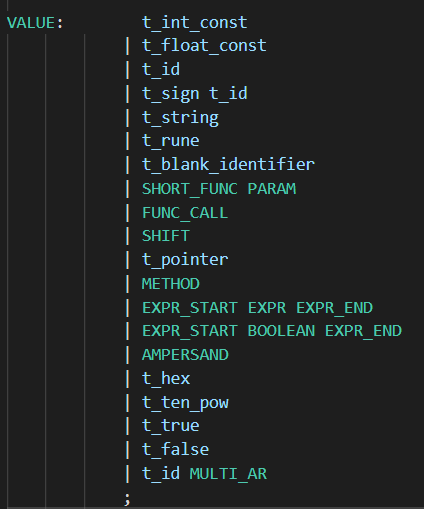 VALUE: t_int_const
| t_float_const
| t_id
| t_sign t_id
| t_string
| t_rune
| t_blank_identifier
| SHORT_FUNC PARAM
| FUNC_CALL
| SHIFT
| t_pointer
| METHOD
| EXPR_START EXPR EXPR_END
| EXPR_START BOOLEAN EXPR_END
| AMPERSAND
| t_hex
| t_ten_pow
| t_true
| t_false
| t_id MULTI_AR
;